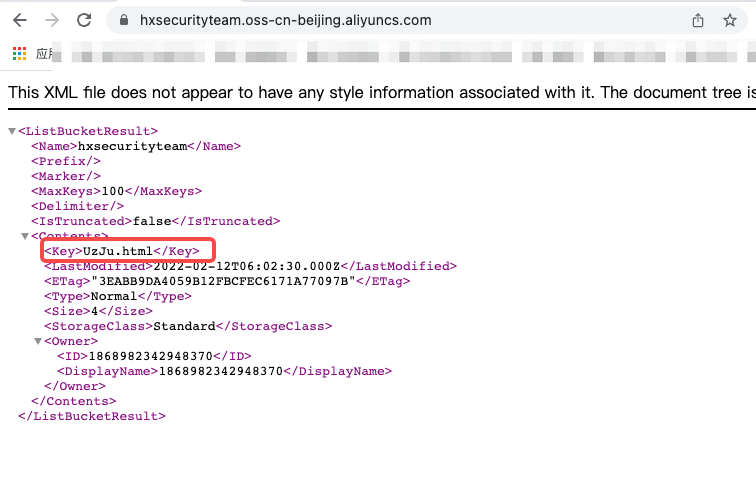 hxsecurityteam.oss-cn-beijing.aliyuncs.com
应用
This XML file does not appear to have any style information associated with it. The document tree is
<ListBucketResult>
<Name>hxsecurityteam</Name>
<Prefix/>
<Marker/>
<MaxKeys>100</MaxKeys>
<Delimiter/>
<IsTruncated>false</IsTruncated>
<Contents>
<Key>UzJu.html</Key>
<LastModified>2022-02-12T06:02:30.000Z</LastModified>
<ETag>"3EABB9DA4059B12FBCFEC6171A77097B"</ETag>
<Type>Normal</Type>
<Size>4</Size>
<StorageClass>Standard</StorageClass>
<Owner>
<ID>1868982342948370</ID>
<DisplayName>1868982342948370</DisplayName>
</Owner>
</Contents>
</ListBucketResult>